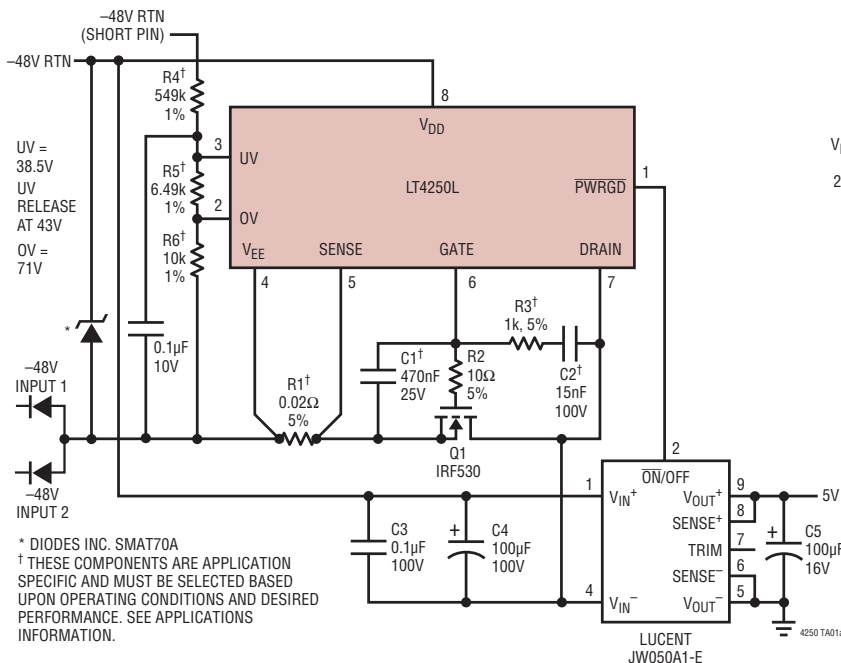 –48V RTN
(SHORT PIN)
–48V RTN
R4†
549k
1%
8
VDD
UV =
38.5V
UV
RELEASE
AT 43V
OV =
71V
3
UV
R5†
6.49k
1%
LT4250L
PWRGD
1
2
OV
R6†
10k
1%
VEE
SENSE
GATE
DRAIN
4
5
6
7
*
0.1µF
10V
R3†
1k, 5%
C1†
470nF
25V
R2
10Ω
5%
C2†
15nF
100V
–48V
INPUT 1
R1†
0.02Ω
5%
Q1
IRF530
–48V
INPUT 2
2
ON/OFF
1
VIN+
VOUT+
9
5V
SENSE+
8
C3
0.1µF
100V
+
C4
100µF
100V
TRIM
7
+
C5
100µF
16V
SENSE–
6
4
VIN–
VOUT–
5
* DIODES INC. SMAT70A
† THESE COMPONENTS ARE APPLICATION
SPECIFIC AND MUST BE SELECTED BASED
UPON OPERATING CONDITIONS AND DESIRED
PERFORMANCE. SEE APPLICATIONS
INFORMATION.
LUCENT
JW050A1-E